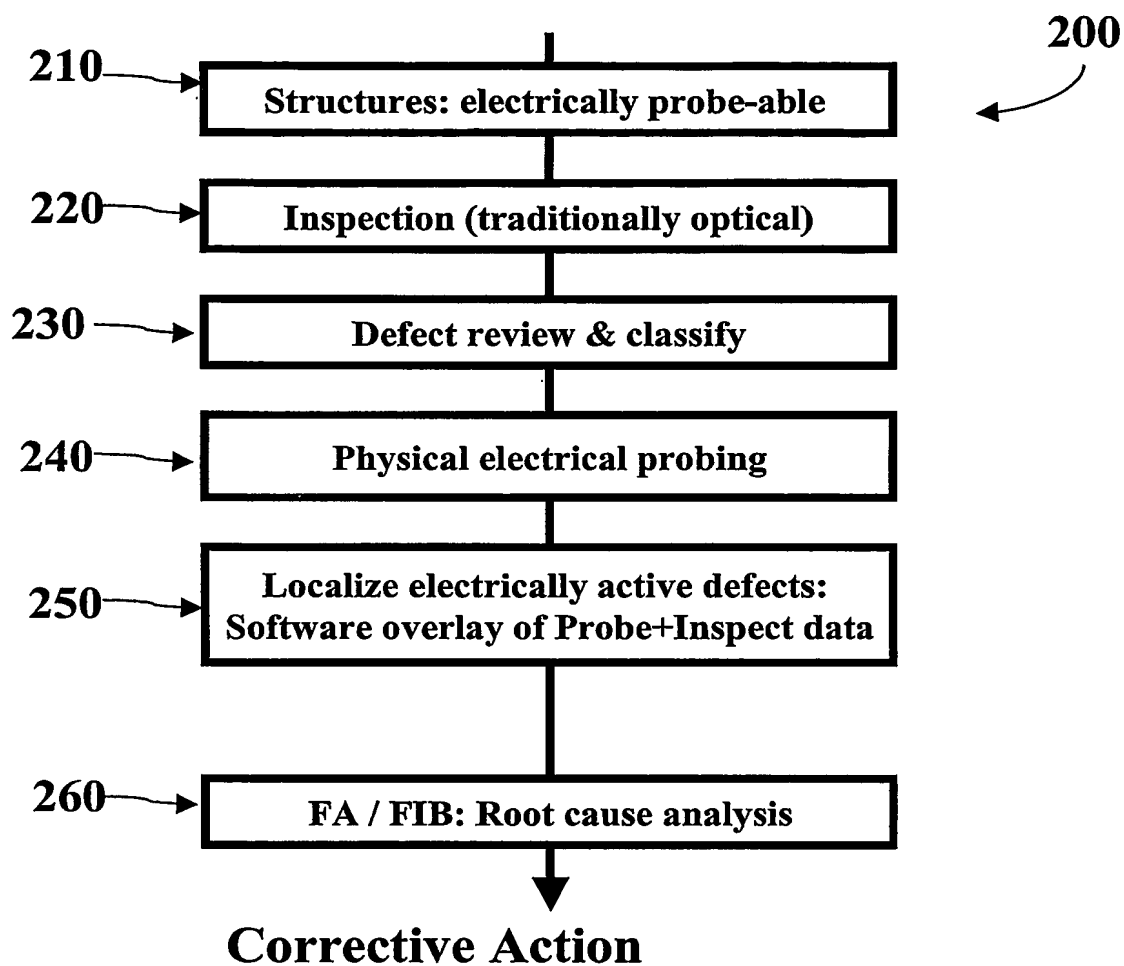 200
210
Structures: electrically probe-able
220
Inspection (traditionally optical)
230
Defect review & classify
240
Physical electrical probing
250
Localize electrically active defects:
Software overlay of Probe+Inspect data
260
FA / FIB: Root cause analysis
Corrective Action